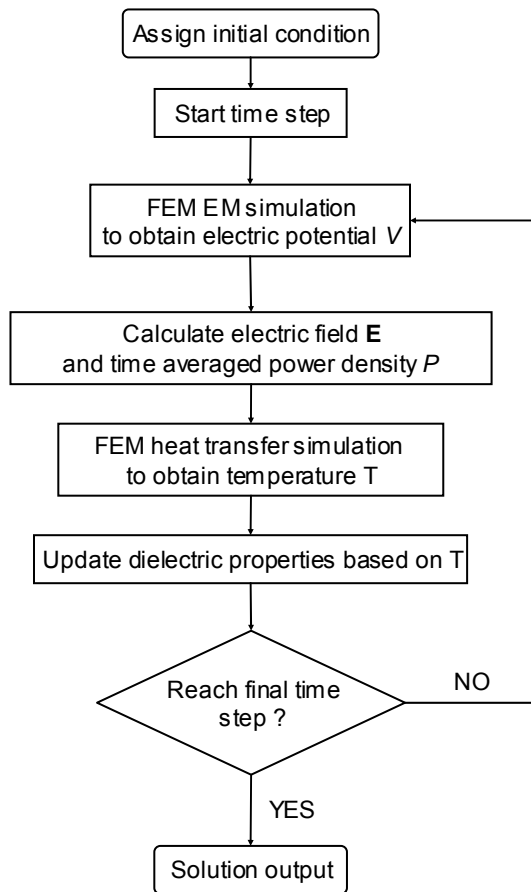 Assign initial condition
Start time step
FEM EM simulation
to obtain electric potential V
Calculate electric field E
and time averaged power density P
FEM heat transfer simulation
to obtain temperature T
Update dielectric properties based on T
Reach final time
step ?
NO
YES
Solution output